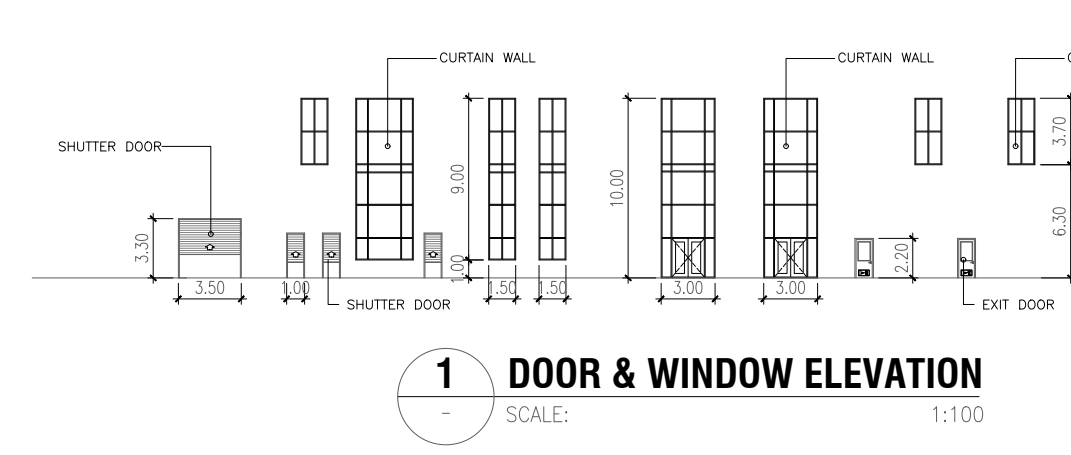 CURTAIN WALL
CURTAIN WALL
SHUTTER DOOR
3.70
9.00
10.00
6.30
3.30
2.20
1.00
3.50
1.00
1.50
1.50
3.00
3.00
SHUTTER DOOR
EXIT DOOR
1
DOOR & WINDOW ELEVATION
-
SCALE:
1:100